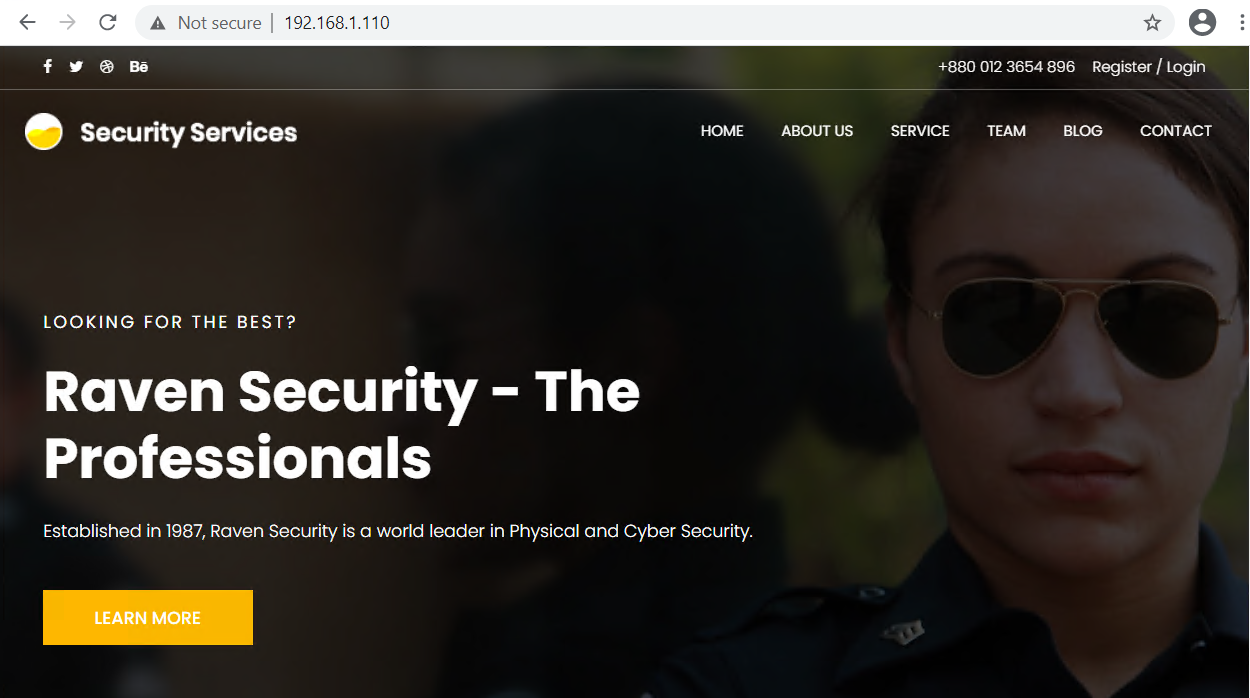 Not secure | 192.168.1.110
Bē
+880 012 3654 896 Register / Login
Security Services
HOME ABOUT US SERVICE TEAM BLOG CONTACT
LOOKING FOR THE BEST?
Raven Security - The
Professionals
Established in 1987, Raven Security is a world leader in Physical and Cyber Security.
LEARN MORE